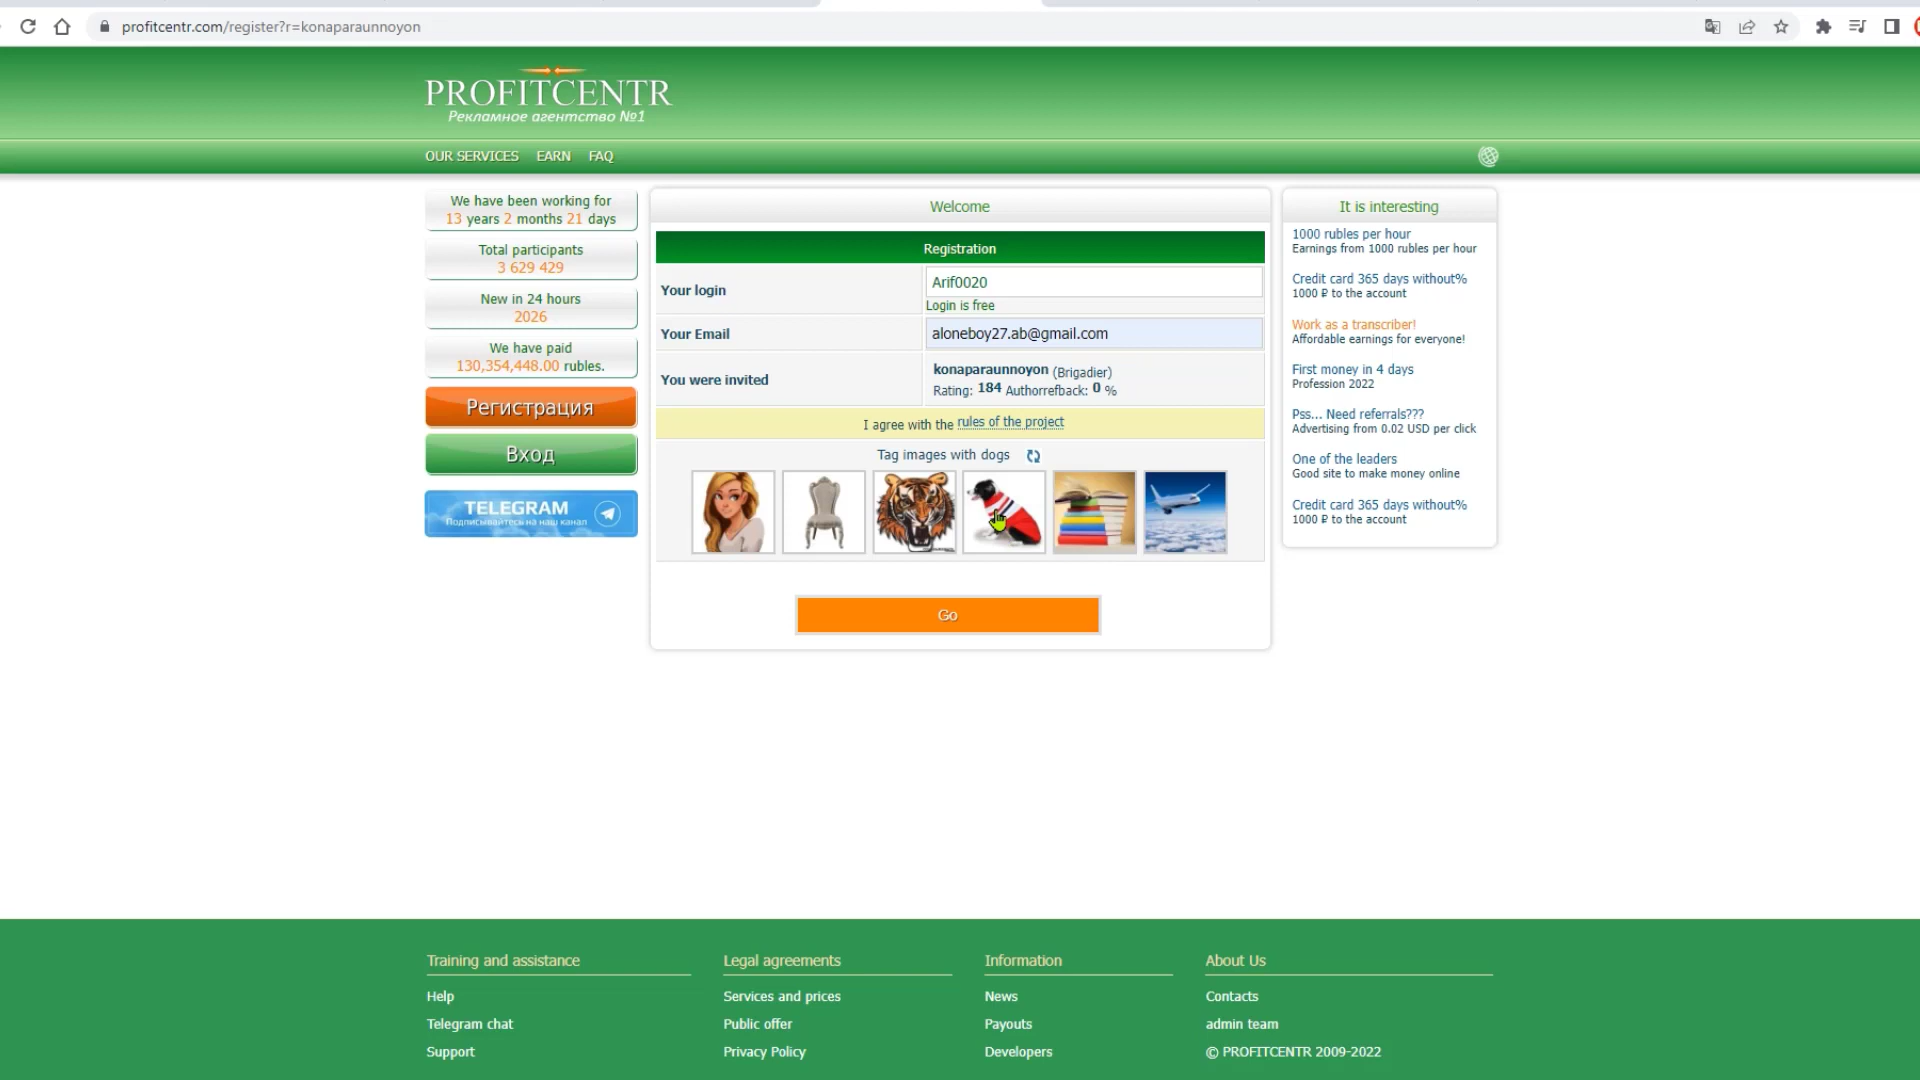 profitcentr.com/register?r=konaparaunnoyon
PROFITCENTR
Рекламное агентство №1
OUR SERVICES EARN FAQ
We have been working for
13 years 2 months 21 days
Total participants
3 629 429
New in 24 hours
2026
We have paid
130,354,448.00 rubles.
Регистрация
Вход
TELEGRAM
Подписывайтесь на наш канал
Welcome
Registration
Your login
Arif0020
Login is free
Your Email
aloneboy27.ab@gmail.com
You were invited
konaparaunnoyon (Brigadier)
Rating: 184 Authorrefback: 0 %
I agree with the rules of the project
Tag images with dogs
Go
It is interesting
1000 rubles per hour
Earnings from 1000 rubles per hour
Credit card 365 days without%
1000 ₽ to the account
Work as a transcriber!
Affordable earnings for everyone!
First money in 4 days
Profession 2022
Pss... Need referrals???
Advertising from 0.02 USD per click
One of the leaders
Good site to make money online
Credit card 365 days without%
1000 ₽ to the account
Training and assistance
Help
Telegram chat
Support
Legal agreements
Services and prices
Public offer
Privacy Policy
Information
News
Payouts
Developers
About Us
Contacts
admin team
© PROFITCENTR 2009-2022